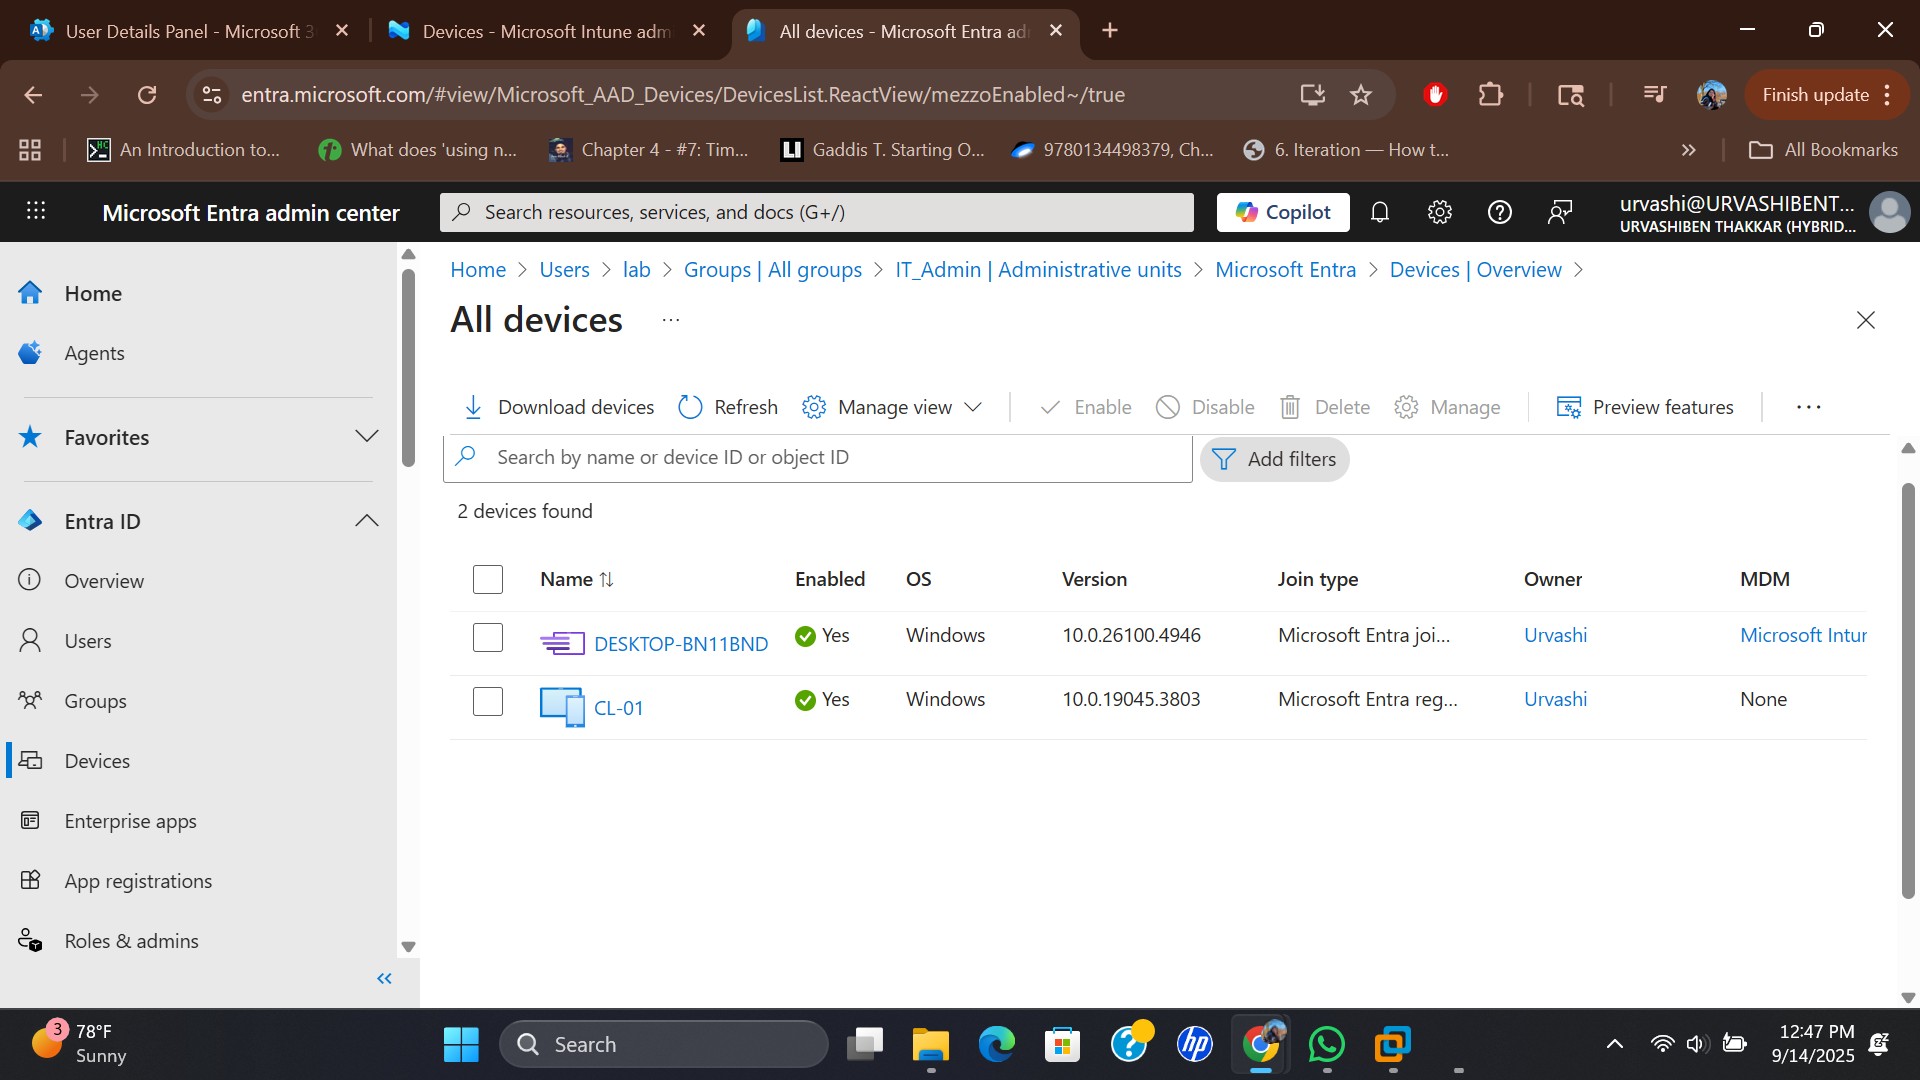 User Details Panel - Microsoft 3
Devices - Microsoft Intune adm
All devices - Microsoft Entra ad
entra.microsoft.com/#view/Microsoft_AAD_Devices/DevicesList.ReactView/mezzoEnabled~/true
Finish update
An Introduction to...
What does 'using n...
Chapter 4 - #7: Tim...
Gaddis T. Starting O...
9780134498379, Ch...
6. Iteration — How t...
All Bookmarks
Microsoft Entra admin center
Search resources, services, and docs (G+/)
Copilot
urvashi@URVASHIBENT...
URVASHIBEN THAKKAR (HYBRID...
Home
Agents
Favorites
Entra ID
Overview
Users
Groups
Devices
Enterprise apps
App registrations
Roles & admins
Home > Users > lab > Groups | All groups > IT_Admin | Administrative units > Microsoft Entra > Devices | Overview >
All devices ...
Download devices
Refresh
Manage view
Enable
Disable
Delete
Manage
Preview features
...
Search by name or device ID or object ID
Add filters
2 devices found
Name Enabled OS Version Join type Owner MDM
DESKTOP-BN11BND Yes Windows 10.0.26100.4946 Microsoft Entra joi... Urvashi Microsoft Intur
CL-01 Yes Windows 10.0.19045.3803 Microsoft Entra reg... Urvashi None
3
78°F
Sunny
Search
12:47 PM
9/14/2025